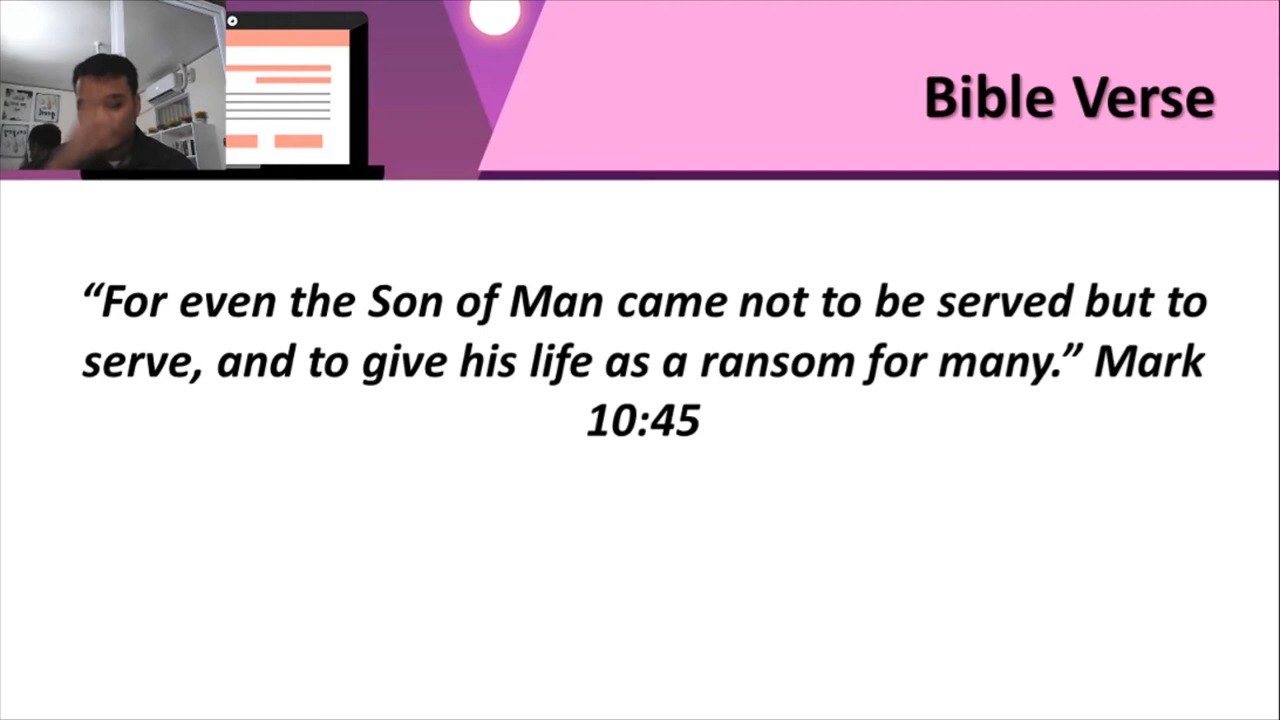 Bible Verse
“For even the Son of Man came not to be served but to
serve, and to give his life as a ransom for many.” Mark
10:45